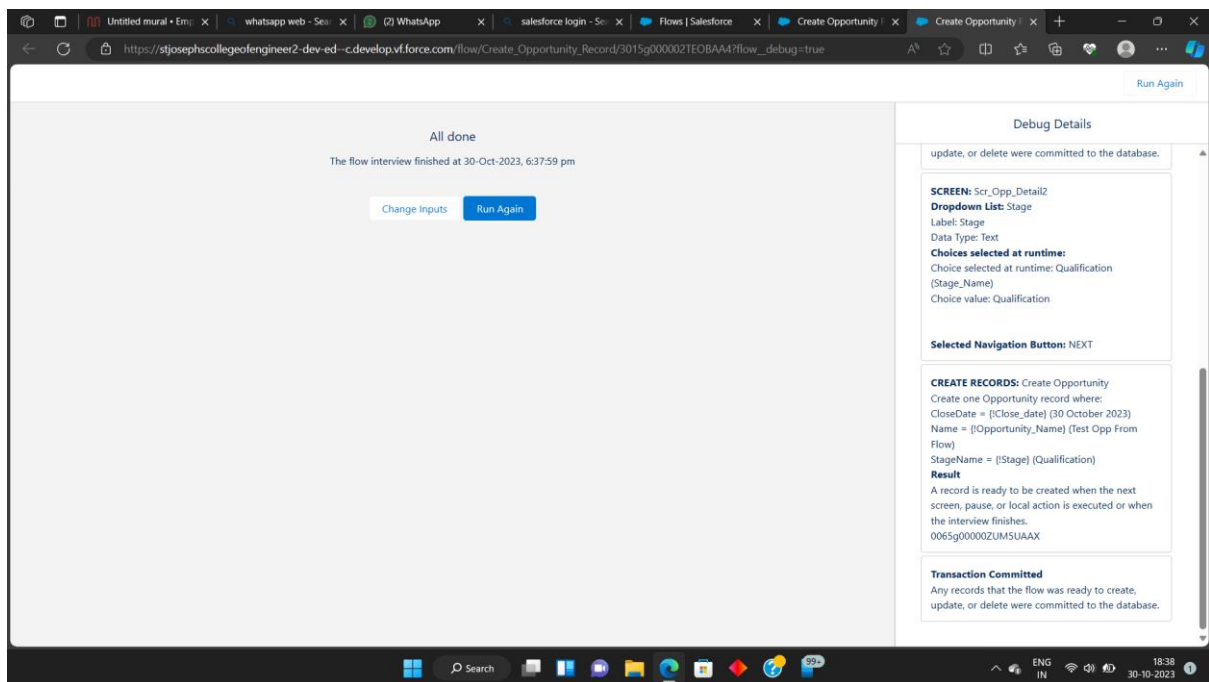 Untitled mural • Emp
whatsapp web - Sear
(2) WhatsApp
salesforce login - Se
Flows | Salesforce
Create Opportunity
Create Opportunity
https://stjosephscollegeofengineer2-dev-ed--c.develop.vf.force.com/flow/Create_Opportunity_Record/3015g000002TEOBAA4?flow__debug=true
Run Again
All done
The flow interview finished at 30-Oct-2023, 6:37:59 pm
Change Inputs
Run Again
Debug Details
update, or delete were committed to the database.
SCREEN: Scr_Opp_Detail2
Dropdown List: Stage
Label: Stage
Data Type: Text
Choices selected at runtime:
Choice selected at runtime: Qualification
(Stage_Name)
Choice value: Qualification
Selected Navigation Button: NEXT
CREATE RECORDS: Create Opportunity
Create one Opportunity record where:
CloseDate = {!Close_date} (30 October 2023)
Name = {!Opportunity_Name} (Test Opp From
Flow)
StageName = {!Stage} (Qualification)
Result
A record is ready to be created when the next
screen, pause, or local action is executed or when
the interview finishes.
0065g00000ZUM5UAAX
Transaction Committed
Any records that the flow was ready to create,
update, or delete were committed to the database.
Search
99+
ENG
IN
18:38
30-10-2023
1